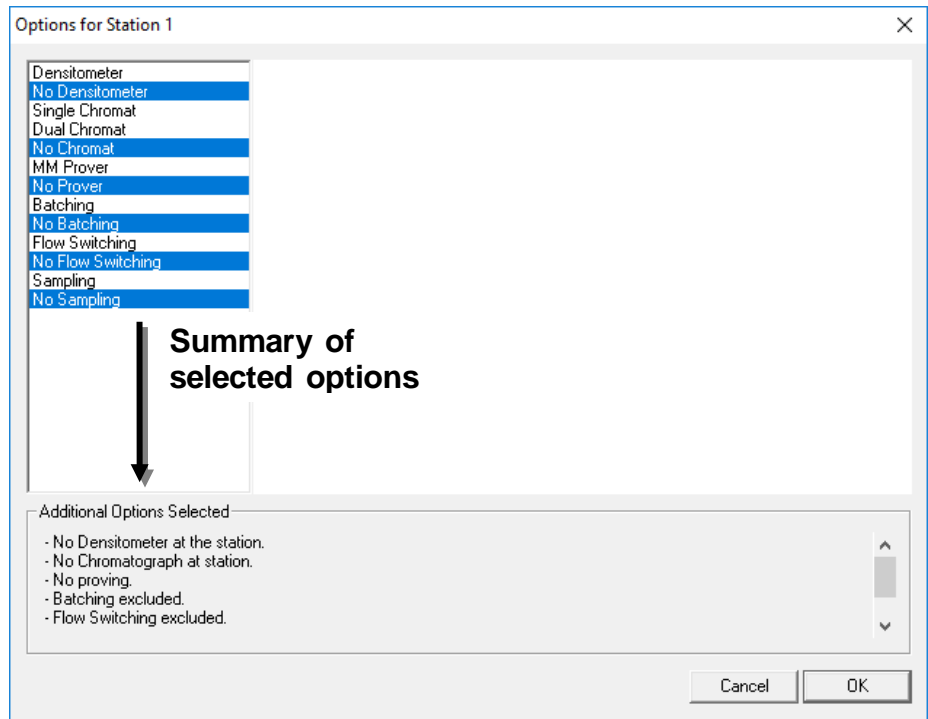 Options for Station 1
Densitometer
No Densitometer
Single Chromat
Dual Chromat
No Chromat
MM Prover
No Prover
Batching
No Batching
Flow Switching
No Flow Switching
Sampling
No Sampling
Summary of
selected options
Additional Options Selected
- No Densitometer at the station.
- No Chromatograph at station.
- No proving.
- Batching excluded.
- Flow Switching excluded.
Cancel
OK